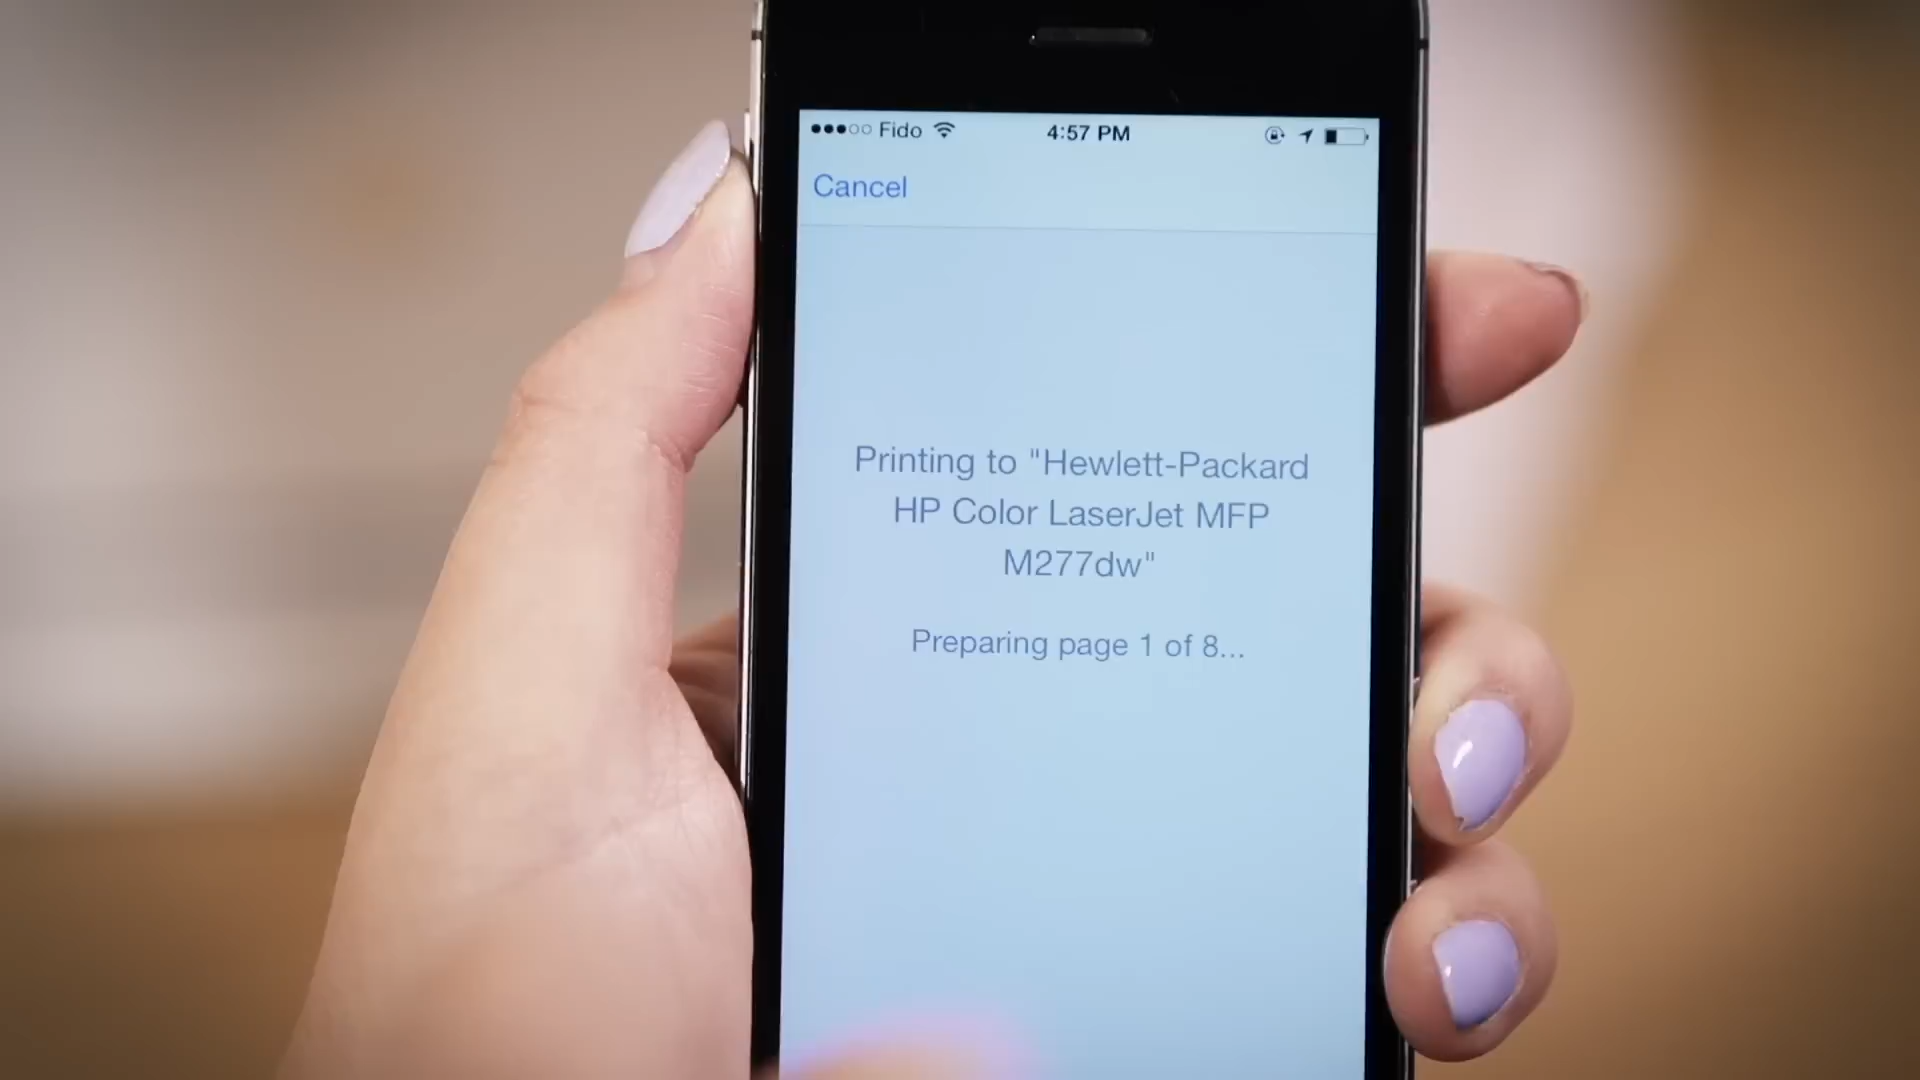 Fido 4:57 PM
Cancel
Printing to "Hewlett-Packard
HP Color LaserJet MFP
M277dw"
Preparing page 1 of 8...